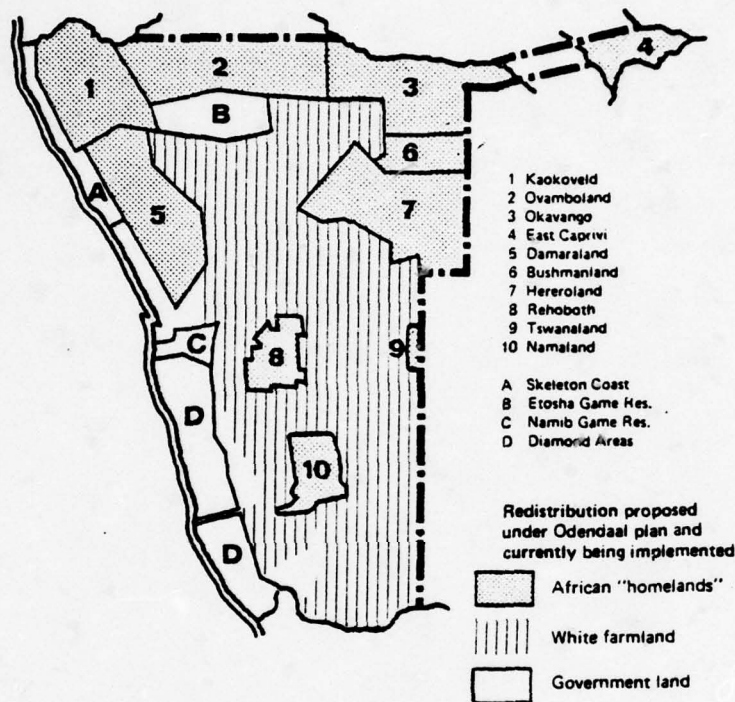 1
2
3
4
B
6
A
5
7
8
9
C
D
10
D
1 Kaokoveld
2 Ovamboland
3 Okavango
4 East Caprivi
5 Damaraland
6 Bushmanland
7 Hereroland
8 Rehoboth
9 Tswanaland
10 Namaland
A Skeleton Coast
B Etosha Game Res.
C Namib Game Res.
D Diamond Areas
Redistribution proposed
under Odendaal plan and
currently being implemented
African "homelands"
White farmland
Government land